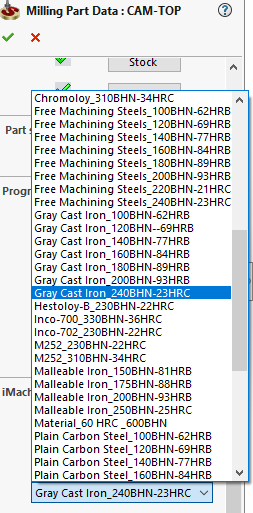 Milling Part Data : CAM-TOP
Stock
Part s
Progr
iMach
Chromoloy_310BHN-34HRC
Free Machining Steels_100BHN-62HRB
Free Machining Steels_120BHN-69HRB
Free Machining Steels_140BHN-77HRB
Free Machining Steels_160BHN-84HRB
Free Machining Steels_180BHN-89HRB
Free Machining Steels_200BHN-93HRB
Free Machining Steels_220BHN-21HRC
Free Machining Steels_240BHN-23HRC
Gray Cast Iron_100BHN-62HRB
Gray Cast Iron_120BHN--69HRB
Gray Cast Iron_140BHN-77HRB
Gray Cast Iron_160BHN-84HRB
Gray Cast Iron_180BHN-89HRB
Gray Cast Iron_200BHN-93HRB
Gray Cast Iron_240BHN-23HRC
Hestoloy-B_230BHN-22HRC
Inco-700_330BHN-36HRC
Inco-702_230BHN-22HRC
M252_230BHN-22HRC
M252_310BHN-34HRC
Malleable Iron_150BHN-81HRB
Malleable Iron_175BHN-88HRB
Malleable Iron_200BHN-93HRB
Malleable Iron_250BHN-25HRC
Material_60 HRC _600BHN
Plain Carbon Steel_100BHN-62HRB
Plain Carbon Steel_120BHN-69HRB
Plain Carbon Steel_140BHN-77HRB
Plain Carbon Steel_160BHN-84HRB
Gray Cast Iron_240BHN-23HRC